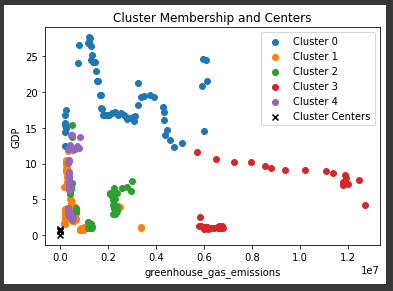 Cluster Membership and Centers
Cluster 0
Cluster 1
Cluster 2
Cluster 3
Cluster 4
Cluster Centers
GDP
25
20
15
10
5
0
0.0 0.2 0.4 0.6 0.8 1.0 1.2
1e7
greenhouse_gas_emissions